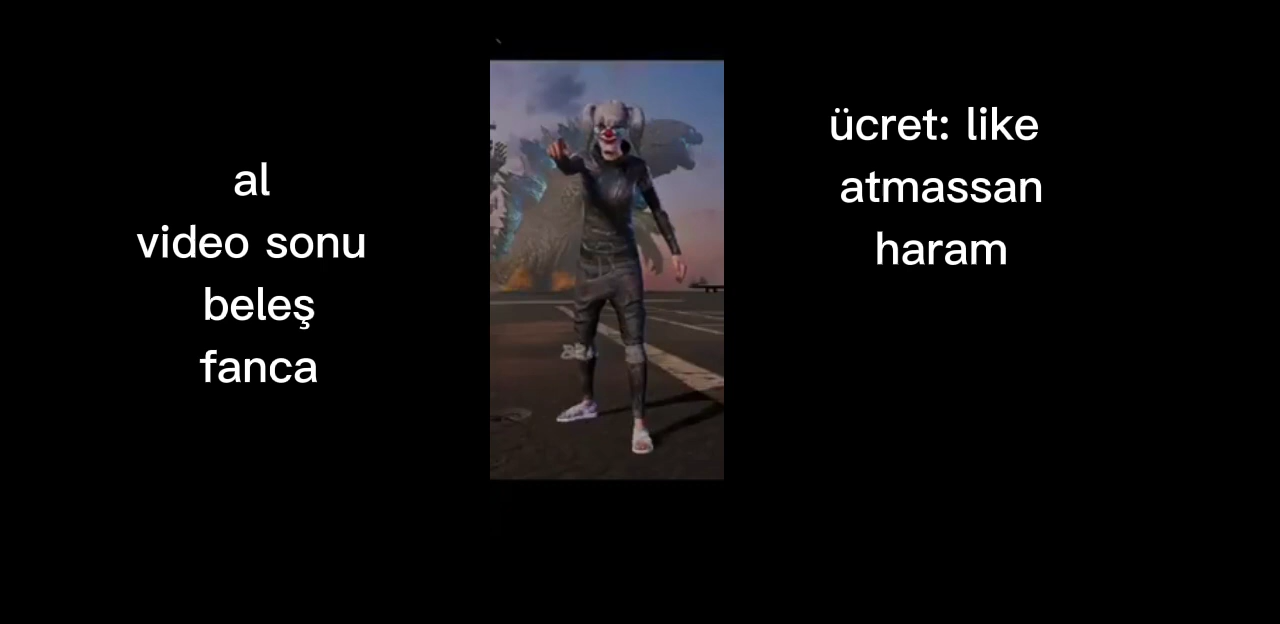 al
video sonu
beleş
fanca
ücret: like
atmassan
haram